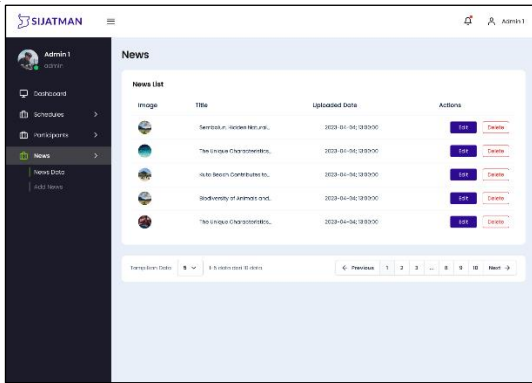 SIJATMAN
Admin 1
Admin 1
admin
Dashboard
Schedules
Participants
News
News Data
Add News
News
News List
Image Title Uploaded Date Actions
Sembalun, Hidden Natural... 2023-04-04; 13:00:00 Edit Delete
The Unique Characteristics... 2023-04-04; 13:00:00 Edit Delete
Kuta Beach Contributes to... 2023-04-04; 13:00:00 Edit Delete
Biodiversity of Animals and... 2023-04-04; 13:00:00 Edit Delete
The Unique Characteristics... 2023-04-04; 13:00:00 Edit Delete
Tampilkan Data 5 1-5 data dari 11 data ← Previous 1 2 3 ... 8 9 10 Next →